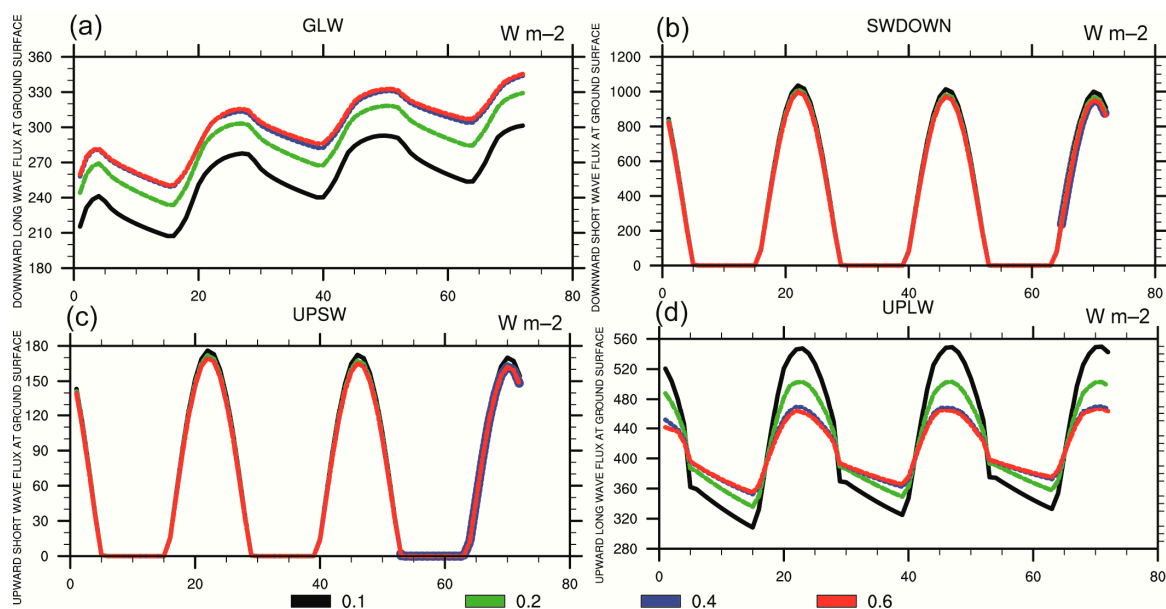 (a) GLW W m–2
DOWNWARD LONG WAVE FLUX AT GROUND SURFACE
360
330
300
270
240
210
180
0 20 40 60 80
(b) SWDOWN W m–2
DOWNWARD SHORT WAVE FLUX AT GROUND SURFACE
1200
1000
800
600
400
200
0
0 20 40 60 80
(c) UPSW W m–2
UPWARD SHORT WAVE FLUX AT GROUND SURFACE
180
150
120
90
60
30
0
0 20 40 60 80
(d) UPLW W m–2
UPWARD LONG WAVE FLUX AT GROUND SURFACE
560
520
480
440
400
360
320
280
0 20 40 60 80
0.1 0.2 0.4 0.6